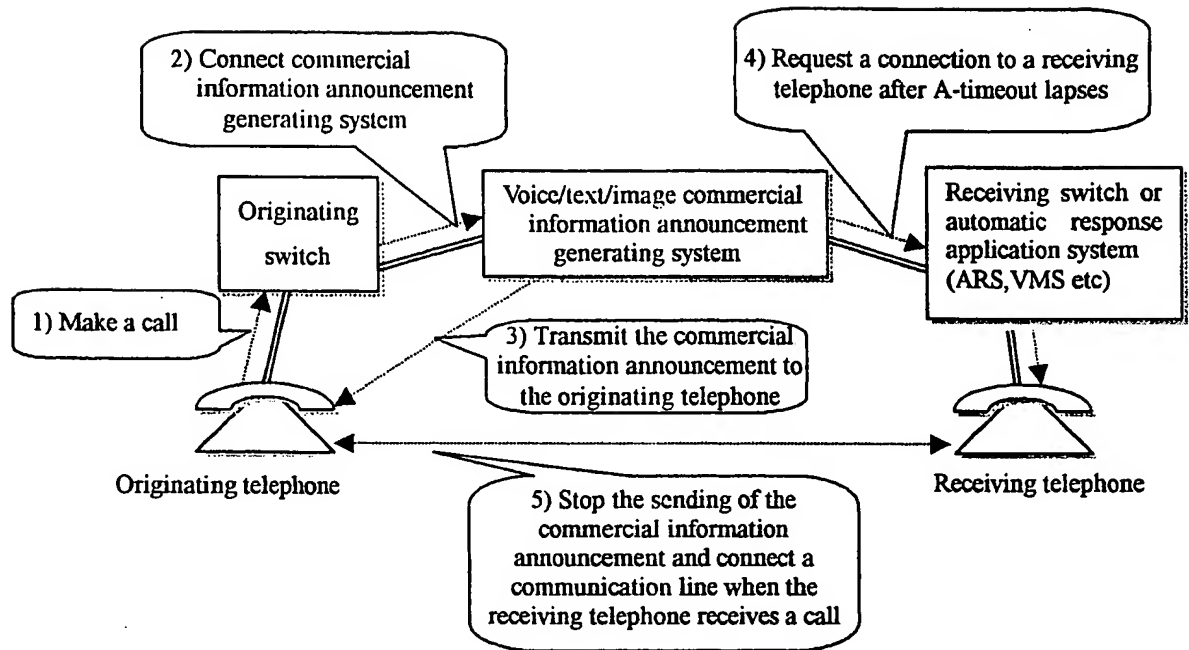 2) Connect commercial
information announcement
generating system
4) Request a connection to a receiving
telephone after A-timeout lapses
Originating
switch
Voice/text/image commercial
information announcement
generating system
Receiving switch or
automatic response
application system
(ARS,VMS etc)
1) Make a call
3) Transmit the commercial
information announcement to
the originating telephone
Originating telephone
Receiving telephone
5) Stop the sending of the
commercial information
announcement and connect a
communication line when the
receiving telephone receives a call